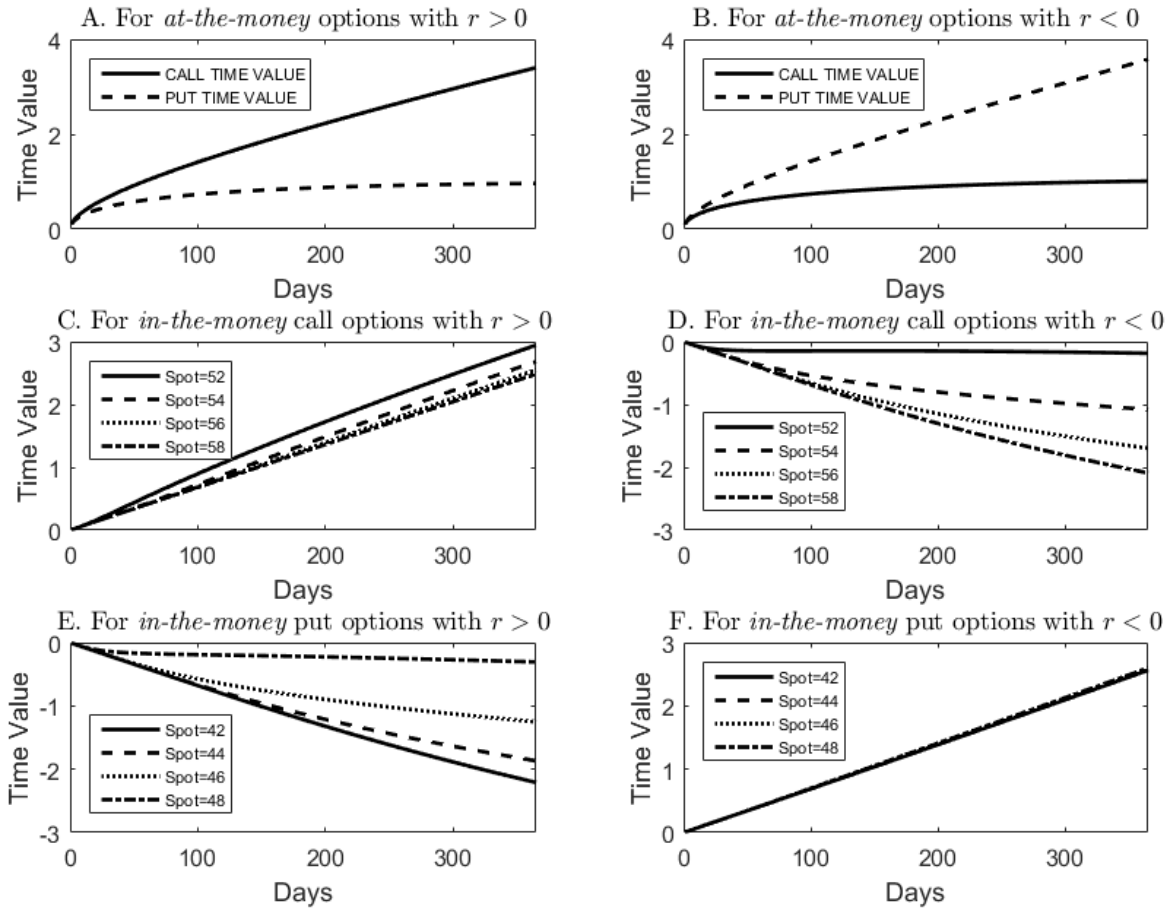 A. For at-the-money options with r > 0
4
2
0
Time Value
CALL TIME VALUE
PUT TIME VALUE
0 100 200 300
Days
B. For at-the-money options with r < 0
4
2
0
Time Value
CALL TIME VALUE
PUT TIME VALUE
0 100 200 300
Days
C. For in-the-money call options with r > 0
3
2
1
0
Time Value
Spot=52
Spot=54
Spot=56
Spot=58
0 100 200 300
Days
D. For in-the-money call options with r < 0
0
-1
-2
-3
Time Value
Spot=52
Spot=54
Spot=56
Spot=58
0 100 200 300
Days
E. For in-the-money put options with r > 0
0
-1
-2
-3
Time Value
Spot=42
Spot=44
Spot=46
Spot=48
0 100 200 300
Days
F. For in-the-money put options with r < 0
3
2
1
0
Time Value
Spot=42
Spot=44
Spot=46
Spot=48
0 100 200 300
Days